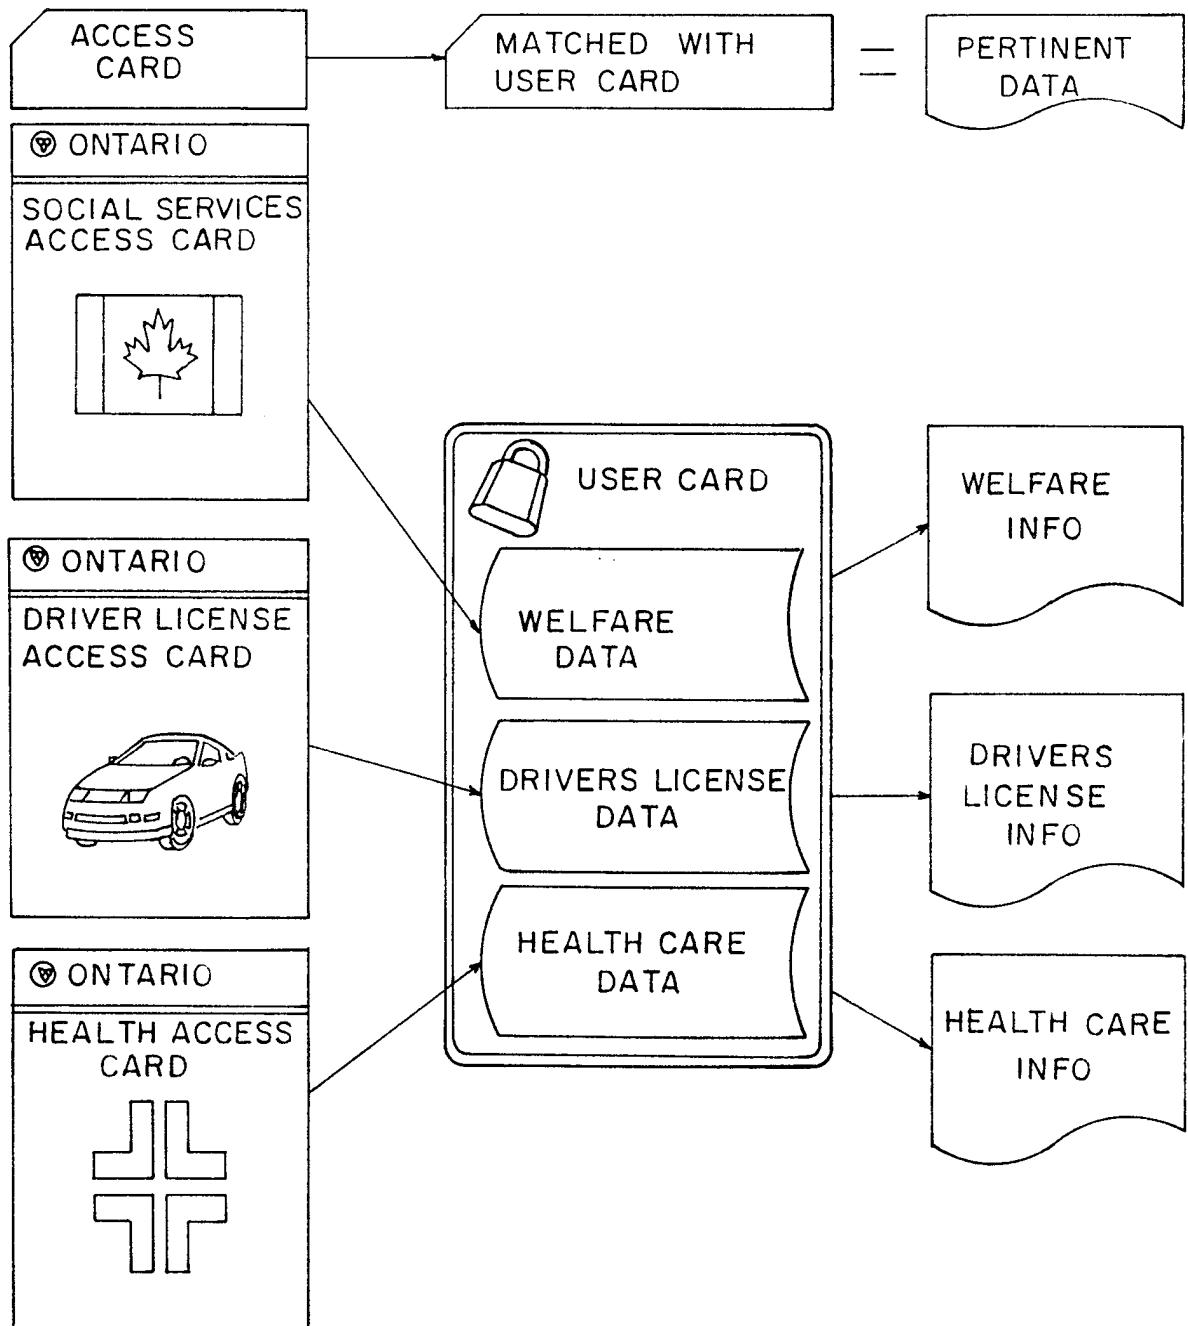 ACCESS
CARD
MATCHED WITH
USER CARD
=
PERTINENT
DATA
ONTARIO
SOCIAL SERVICES
ACCESS CARD
ONTARIO
DRIVER LICENSE
ACCESS CARD
ONTARIO
HEALTH ACCESS
CARD
USER CARD
WELFARE
DATA
DRIVERS LICENSE
DATA
HEALTH CARE
DATA
WELFARE
INFO
DRIVERS
LICENSE
INFO
HEALTH CARE
INFO